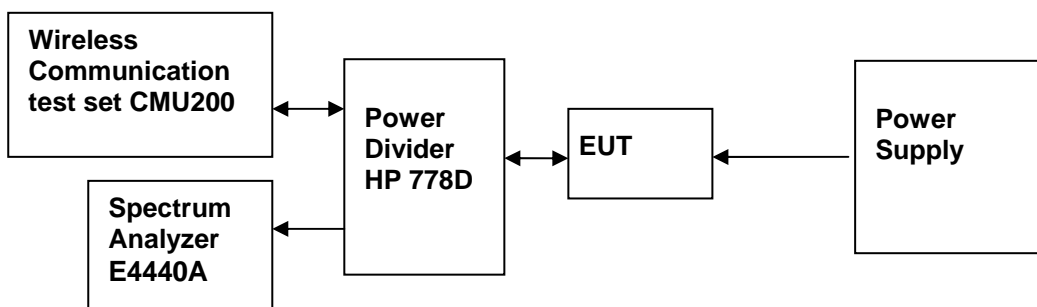 Wireless
Communication
test set CMU200
Power
Divider
HP 778D
EUT
Power
Supply
Spectrum
Analyzer
E4440A